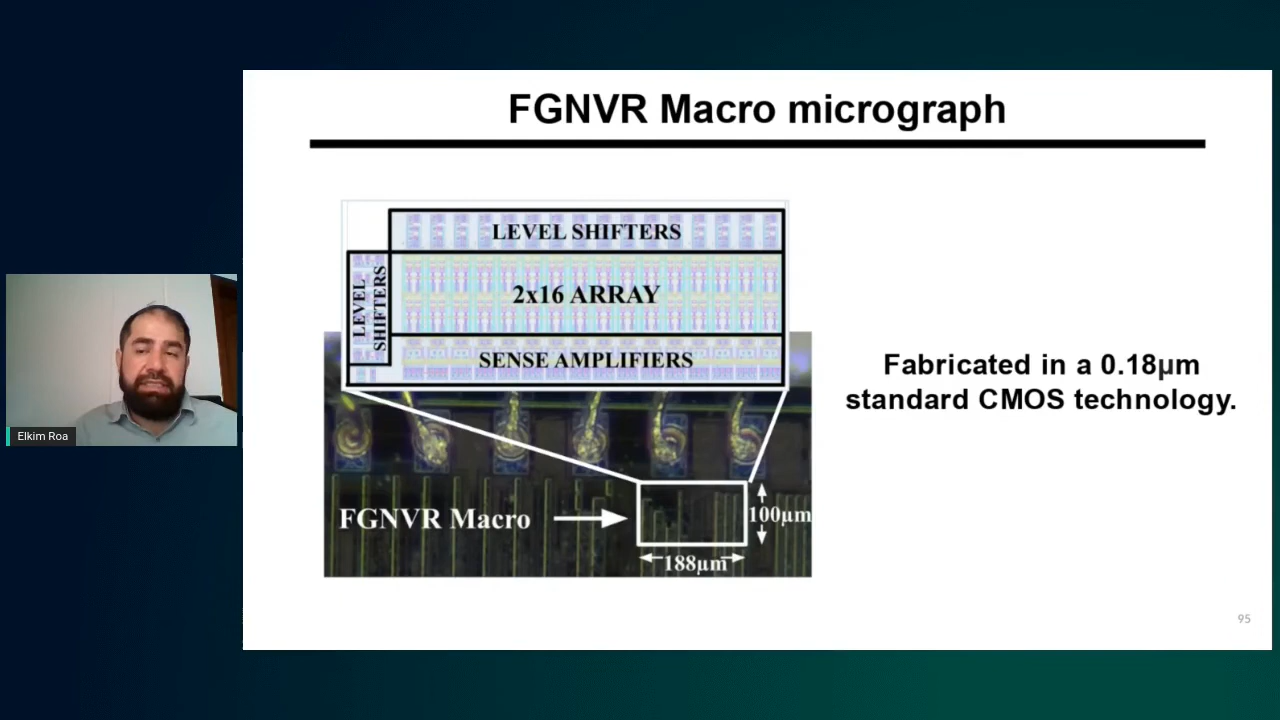 FGNVR Macro micrograph
LEVEL SHIFTERS
LEVEL
SHIFTERS
2x16 ARRAY
SENSE AMPLIFIERS
FGNVR Macro
100µm
188µm
Fabricated in a 0.18µm
standard CMOS technology.
Elkim Roa
95